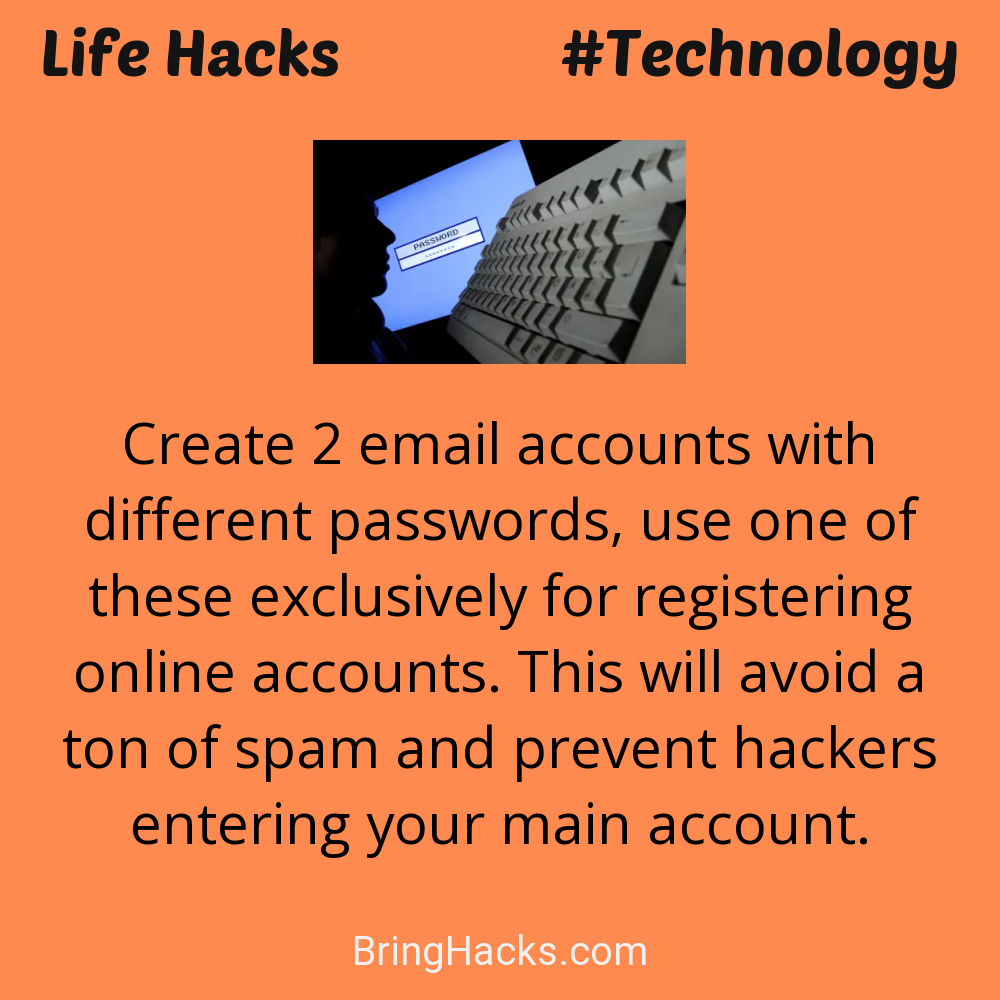 Life Hacks #Technology
PASSWORD
********
Create 2 email accounts with
different passwords, use one of
these exclusively for registering
online accounts. This will avoid a
ton of spam and prevent hackers
entering your main account.
BringHacks.com